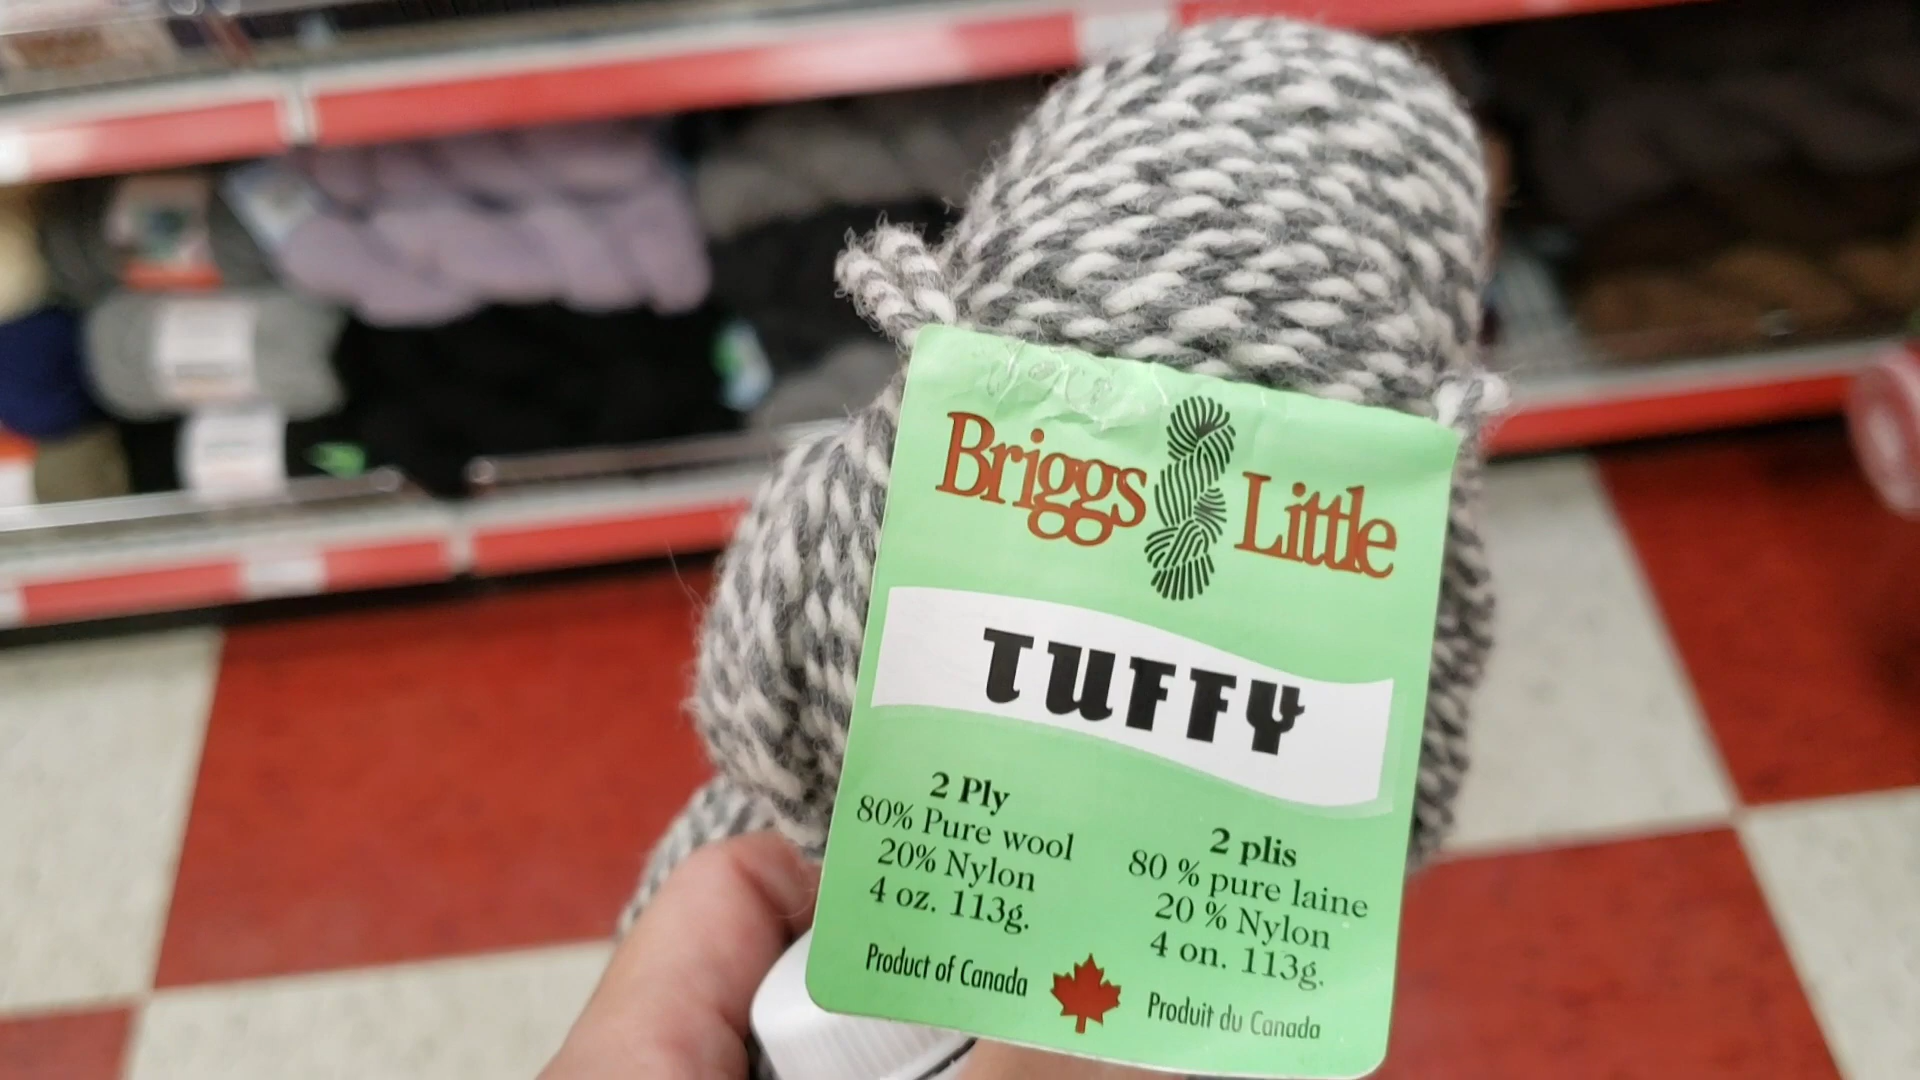 Briggs Little
TUFFY
2 Ply
80% Pure wool
20% Nylon
4 oz. 113g.
Product of Canada
2 plis
80 % pure laine
20 % Nylon
4 on. 113g.
Produit du Canada